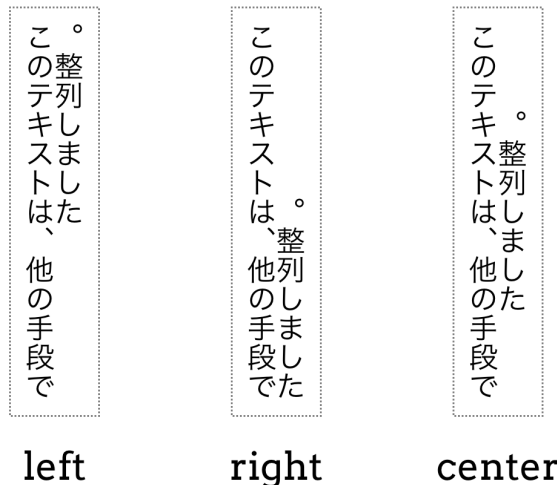 このテキストは、他の手段で
。整列しました
left
このテキストは、他の手段で
。整列しました
right
このテキストは、他の手段で
。整列しました
center